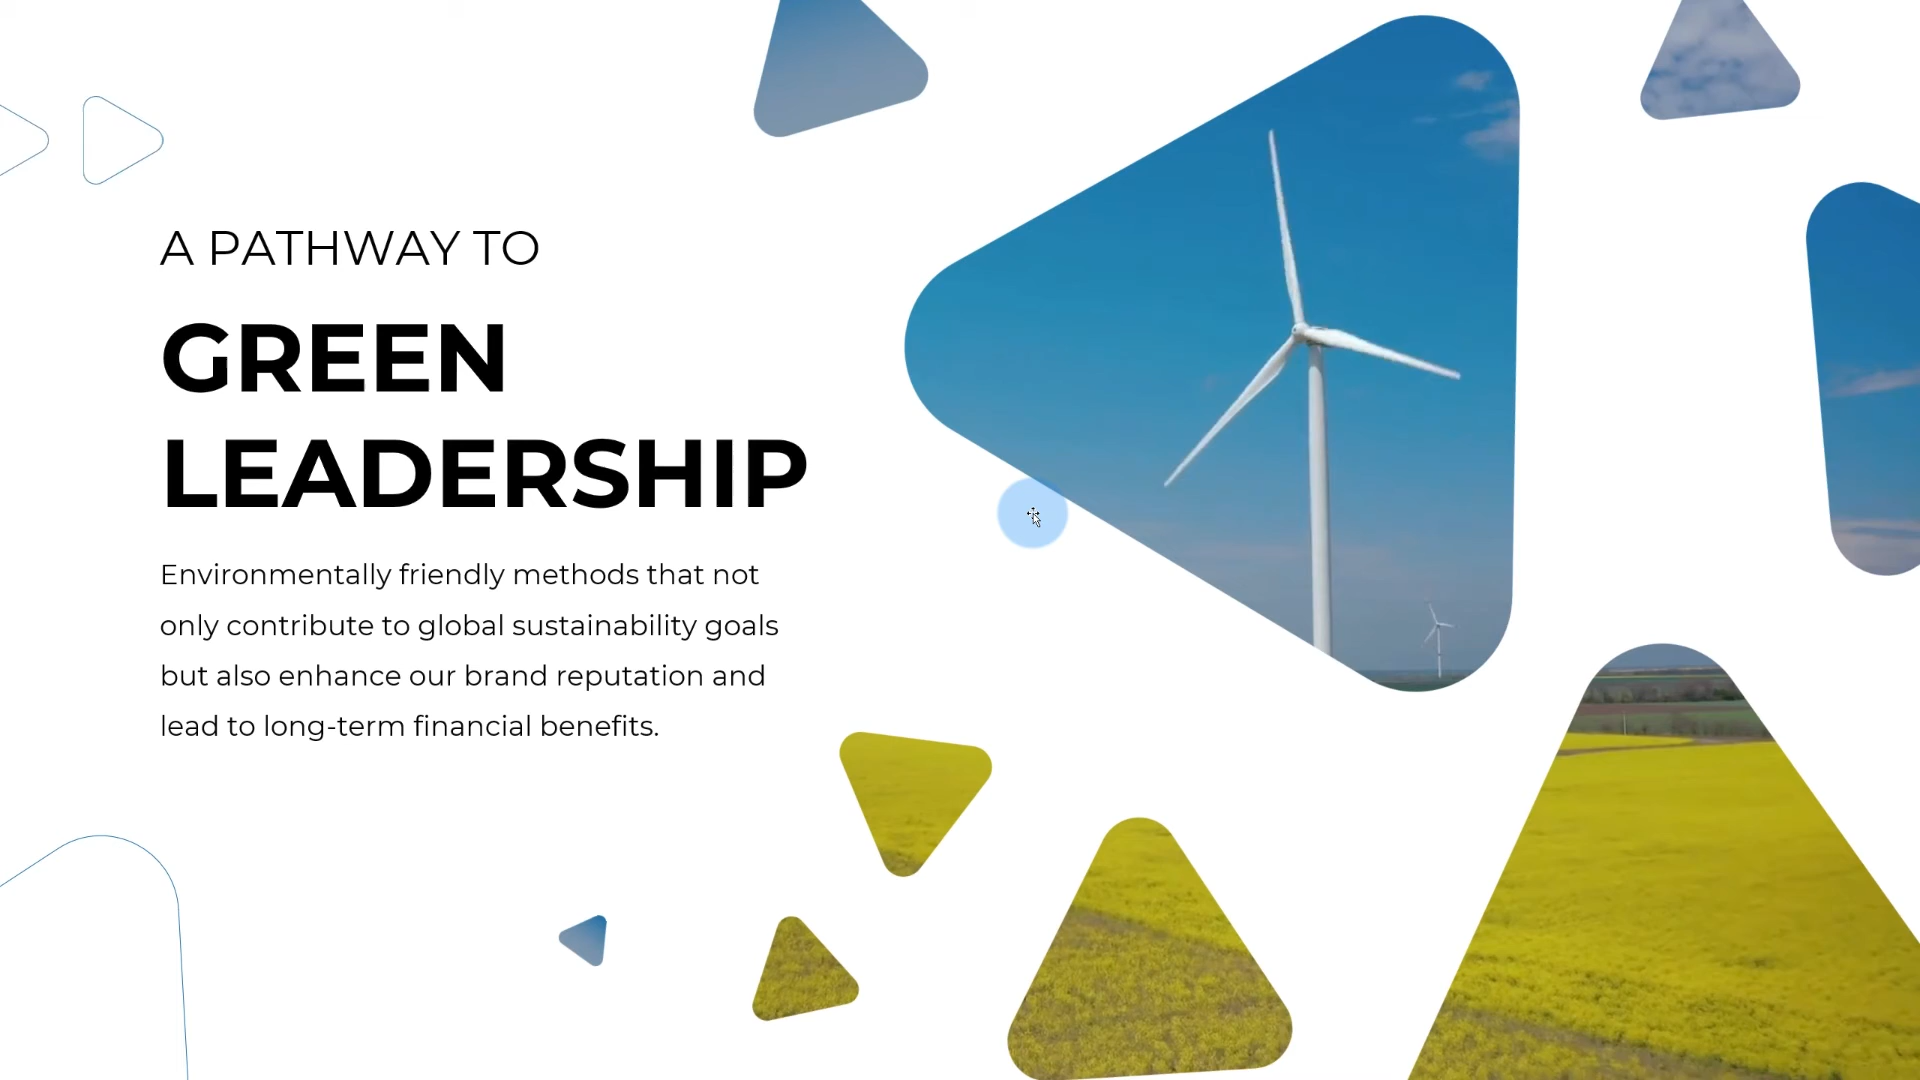 A PATHWAY TO
GREEN
LEADERSHIP
Environmentally friendly methods that not
only contribute to global sustainability goals
but also enhance our brand reputation and
lead to long-term financial benefits.